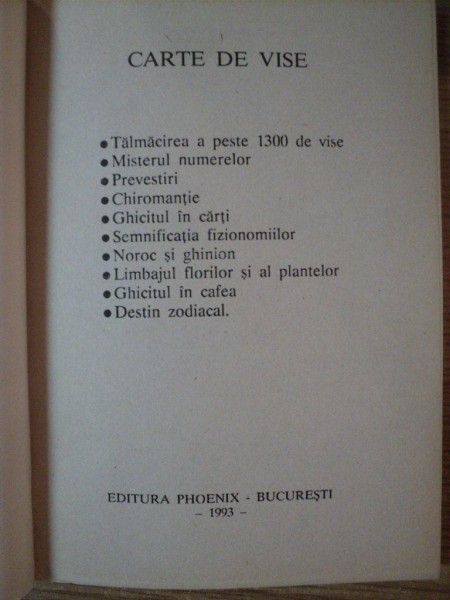 CARTE DE VISE
● Tălmăcirea a peste 1300 de vise
● Misterul numerelor
● Prevestiri
● Chiromanție
● Ghicitul în cărți
● Semnificația fizionomiilor
● Noroc și ghinion
● Limbajul florilor și al plantelor
● Ghicitul în cafea
● Destin zodiacal.
EDITURA PHOENIX - BUCUREȘTI
- 1993 -